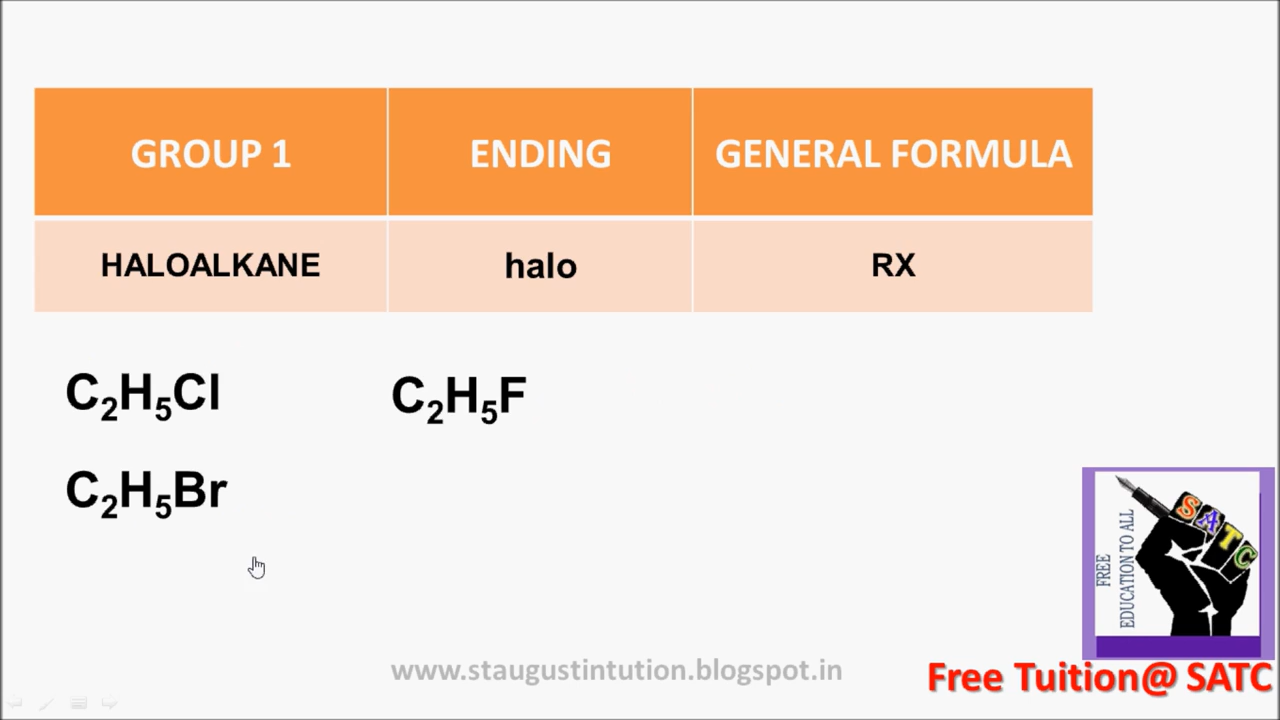 GROUP 1 ENDING GENERAL FORMULA
HALOALKANE halo RX
C₂H₅Cl C₂H₅F
C₂H₅Br
SATC
FREE
EDUCATION TO ALL
www.staugustintution.blogspot.in
Free Tuition@ SATC